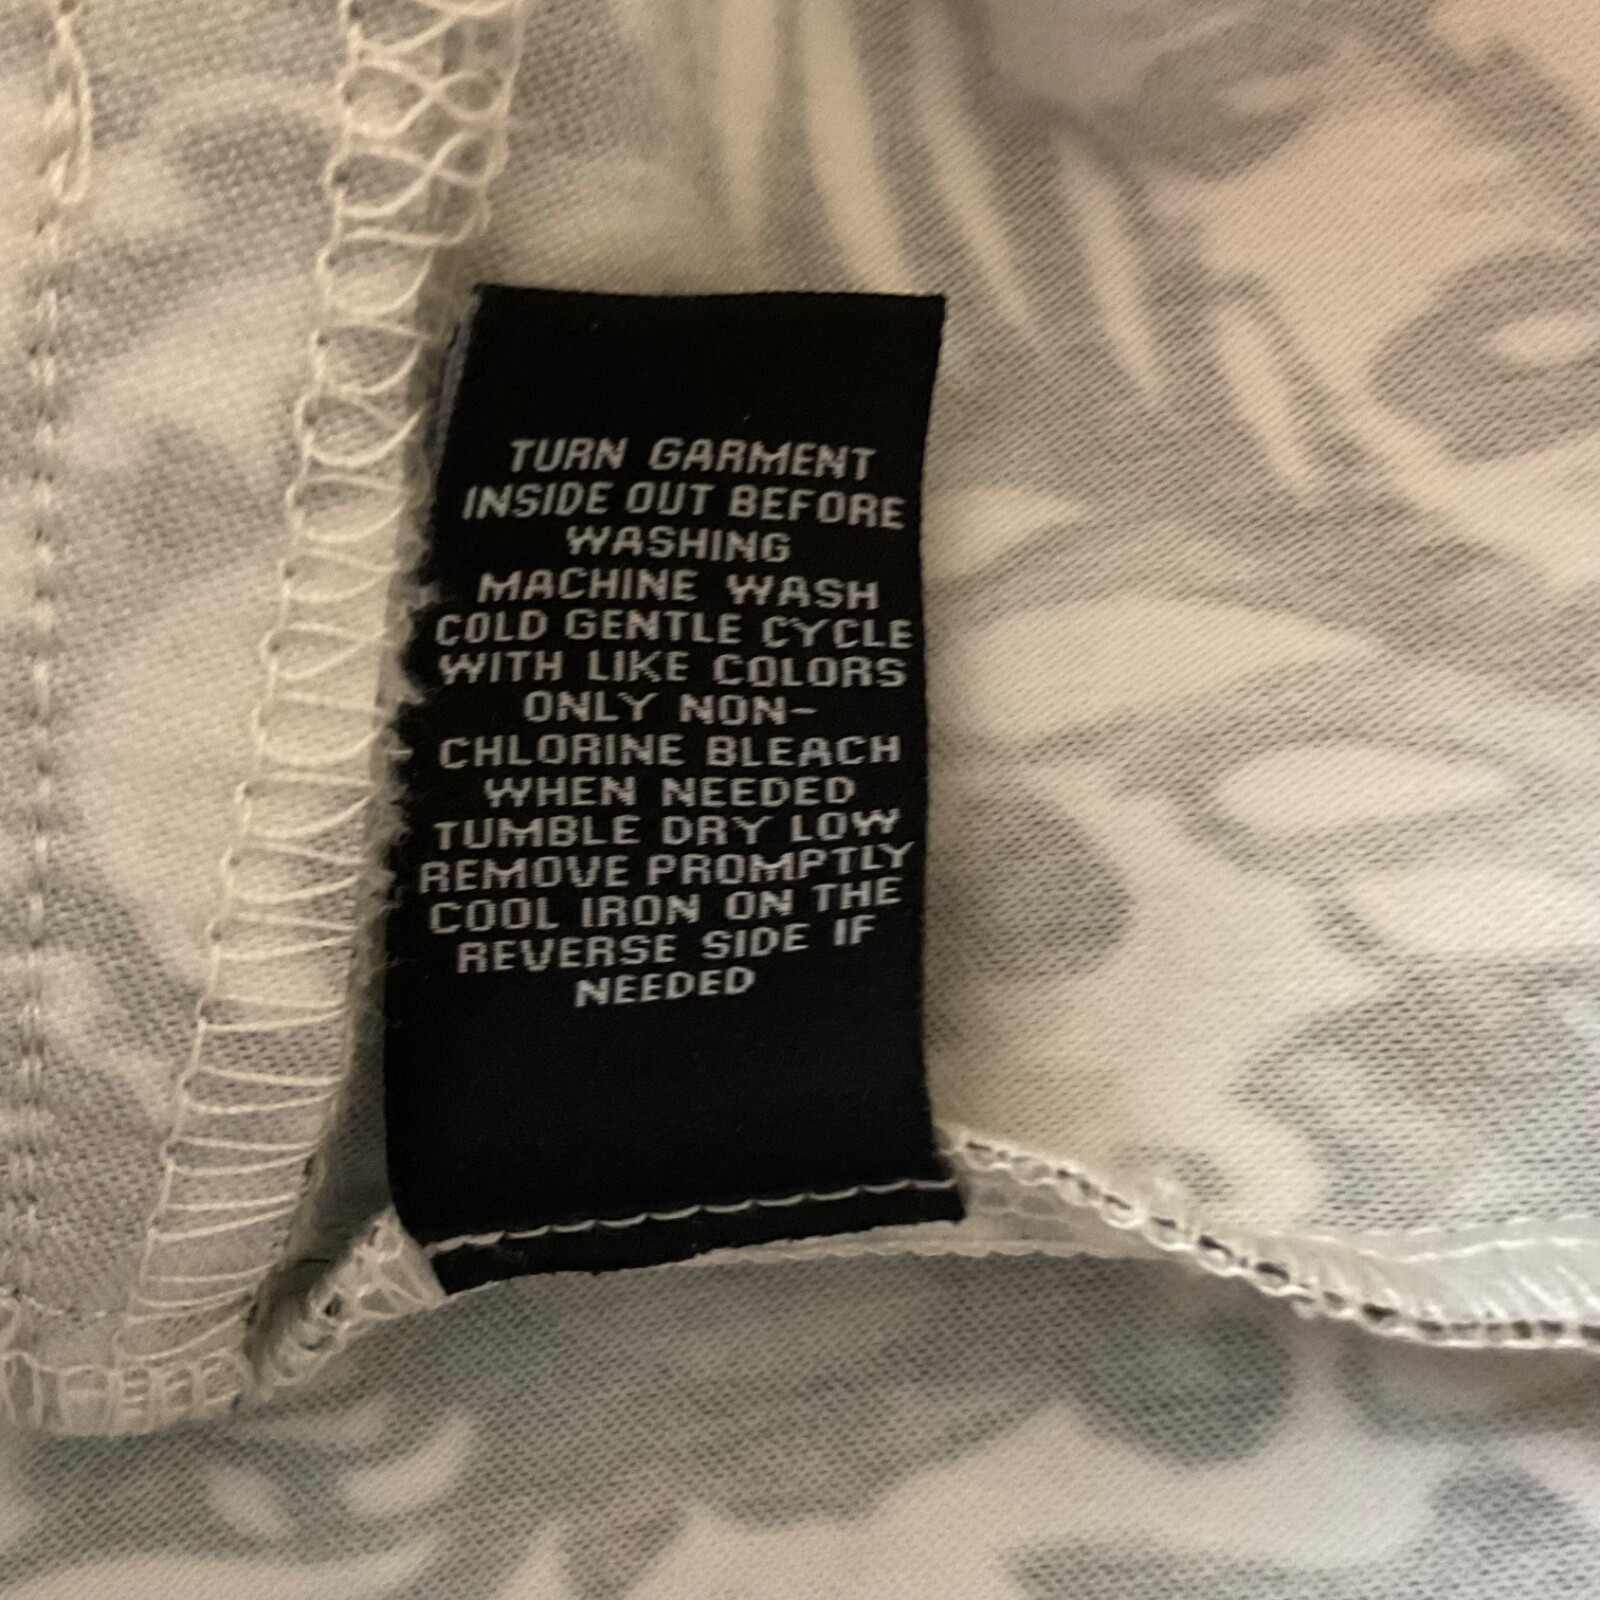 TURN GARMENT
INSIDE OUT BEFORE
WASHING
MACHINE WASH
COLD GENTLE CYCLE
WITH LIKE COLORS
ONLY NON-
CHLORINE BLEACH
WHEN NEEDED
TUMBLE DRY LOW
REMOVE PROMPTLY
COOL IRON ON THE
REVERSE SIDE IF
NEEDED